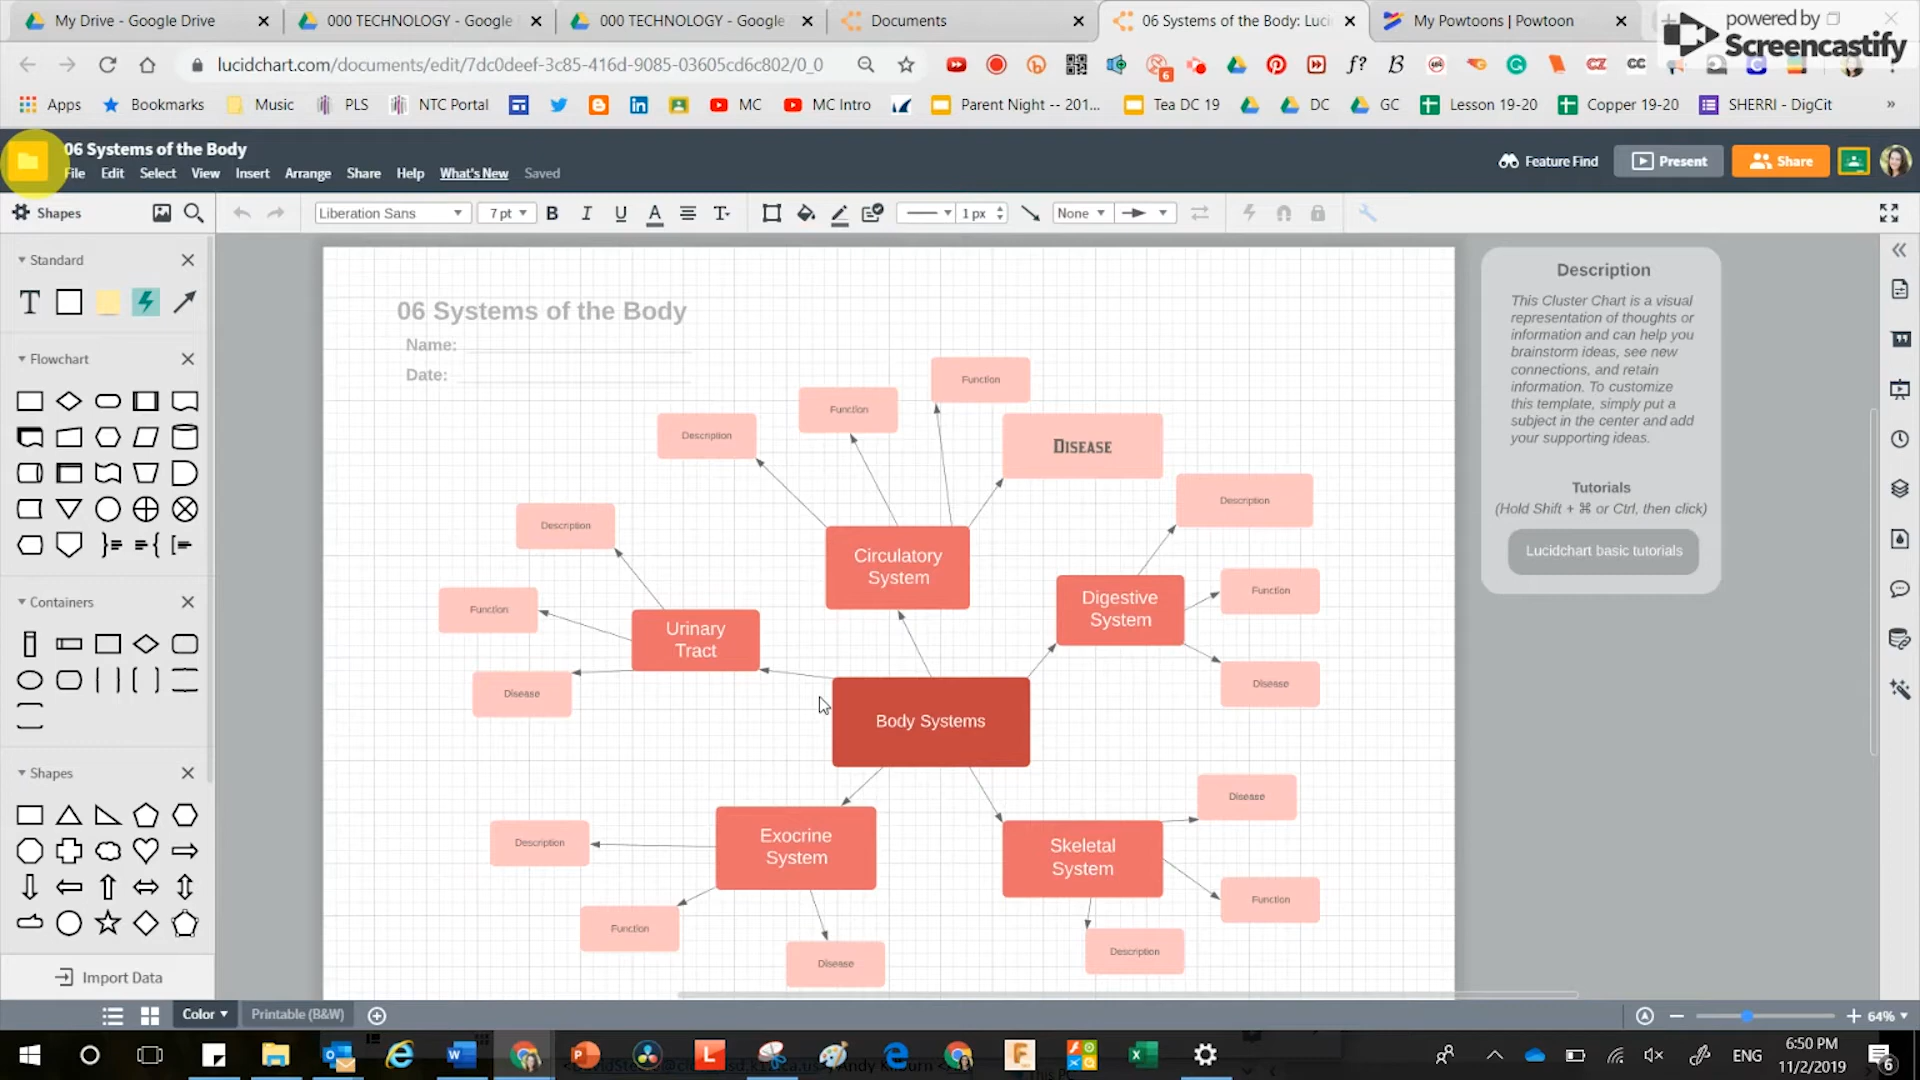 My Drive - Google Drive
000 TECHNOLOGY - Google
000 TECHNOLOGY - Google
Documents
06 Systems of the Body: Luci
My Powtoons | Powtoon
powered by
Screencastify
lucidchart.com/documents/edit/7dc0deef-3c85-416d-9085-03605cd6c802/0_0
Apps
Bookmarks
Music
PLS
NTC Portal
MC
MC Intro
Parent Night -- 201...
Tea DC 19
DC
GC
Lesson 19-20
Copper 19-20
SHERRI - DigCit
»
06 Systems of the Body
File Edit Select View Insert Arrange Share Help What's New Saved
Feature Find
Present
Share
Shapes
Liberation Sans
7 pt
B I U A T
1 px
None
Standard
T
Flowchart
Containers
Shapes
Import Data
06 Systems of the Body
Name:
Date:
Function
Function
Description
Disease
Description
Description
Circulatory
System
Digestive
System
Function
Function
Urinary
Tract
Disease
Disease
Body Systems
Disease
Exocrine
System
Skeletal
System
Description
Function
Function
Description
Disease
Description
This Cluster Chart is a visual
representation of thoughts or
information and can help you
brainstorm ideas, see new
connections, and retain
information. To customize
this template, simply put a
subject in the center and add
your supporting ideas.
Tutorials
(Hold Shift + ⌘ or Ctrl, then click)
Lucidchart basic tutorials
Color
Printable (B&W)
64%
ENG
6:50 PM
11/2/2019
6